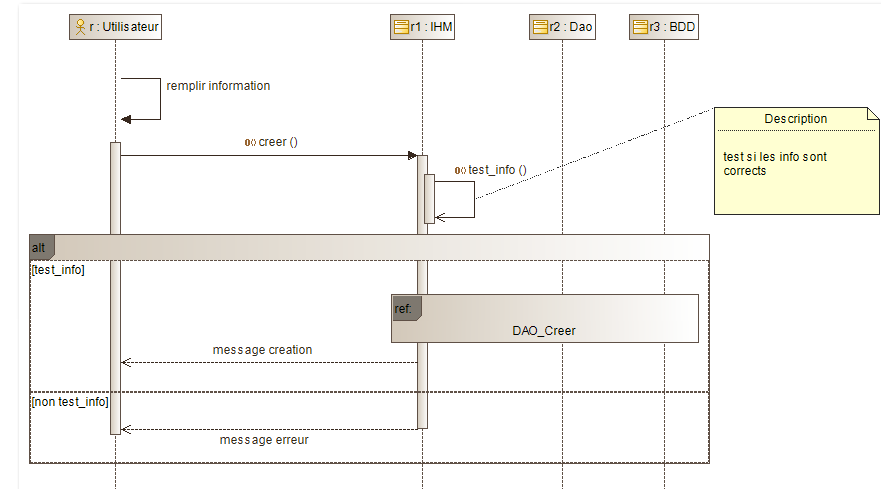 r : Utilisateur
r1 : IHM
r2 : Dao
r3 : BDD
remplir information
creer ()
test_info ()
Description
test si les info sont
corrects
alt
[test_info]
ref:
DAO_Creer
message creation
[non test_info]
message erreur